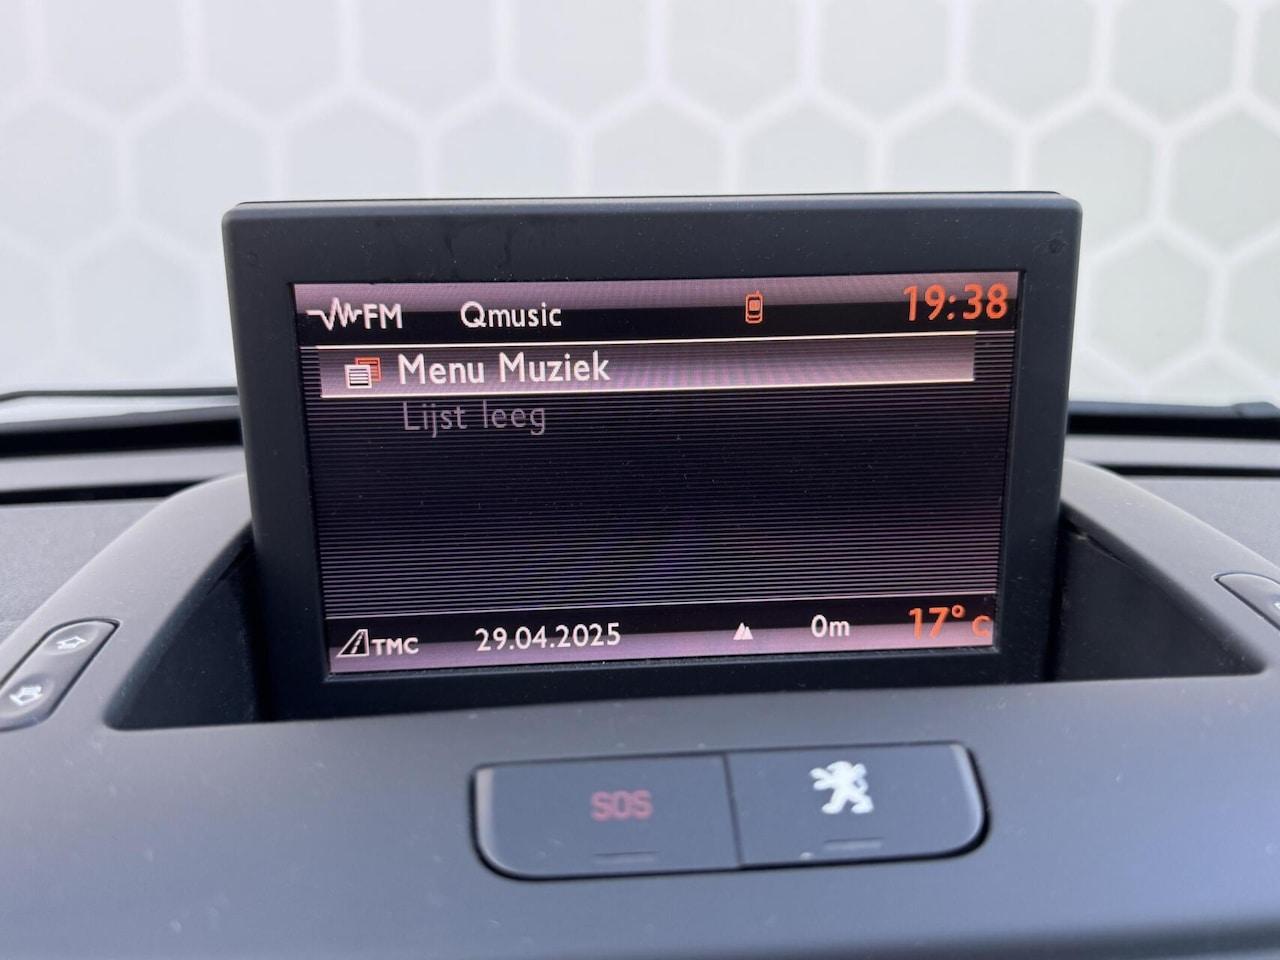 FM Qmusic 19:38
Menu Muziek
Lijst leeg
TMC 29.04.2025 0m 17° C
SOS